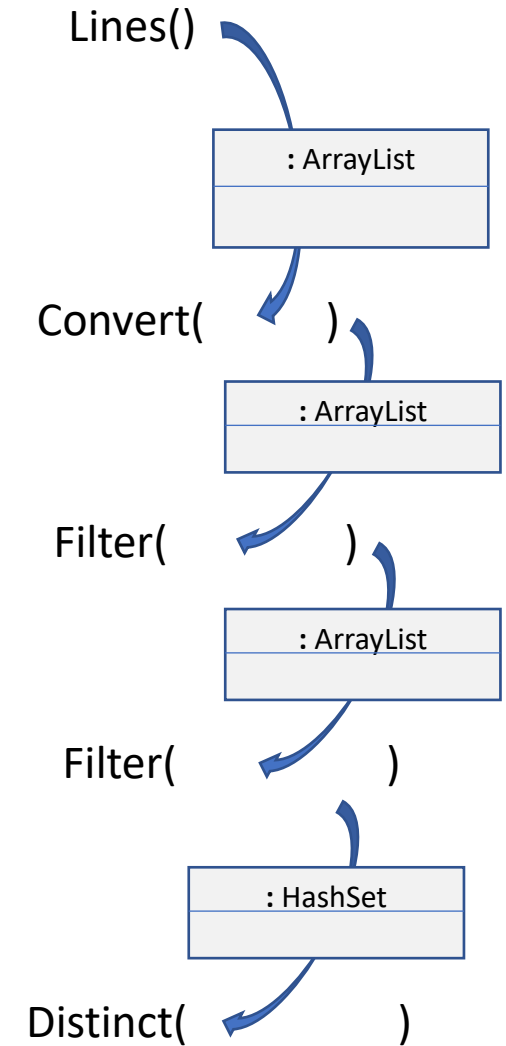 Lines()
: ArrayList
Convert( )
: ArrayList
Filter( )
: ArrayList
Filter( )
: HashSet
Distinct( )